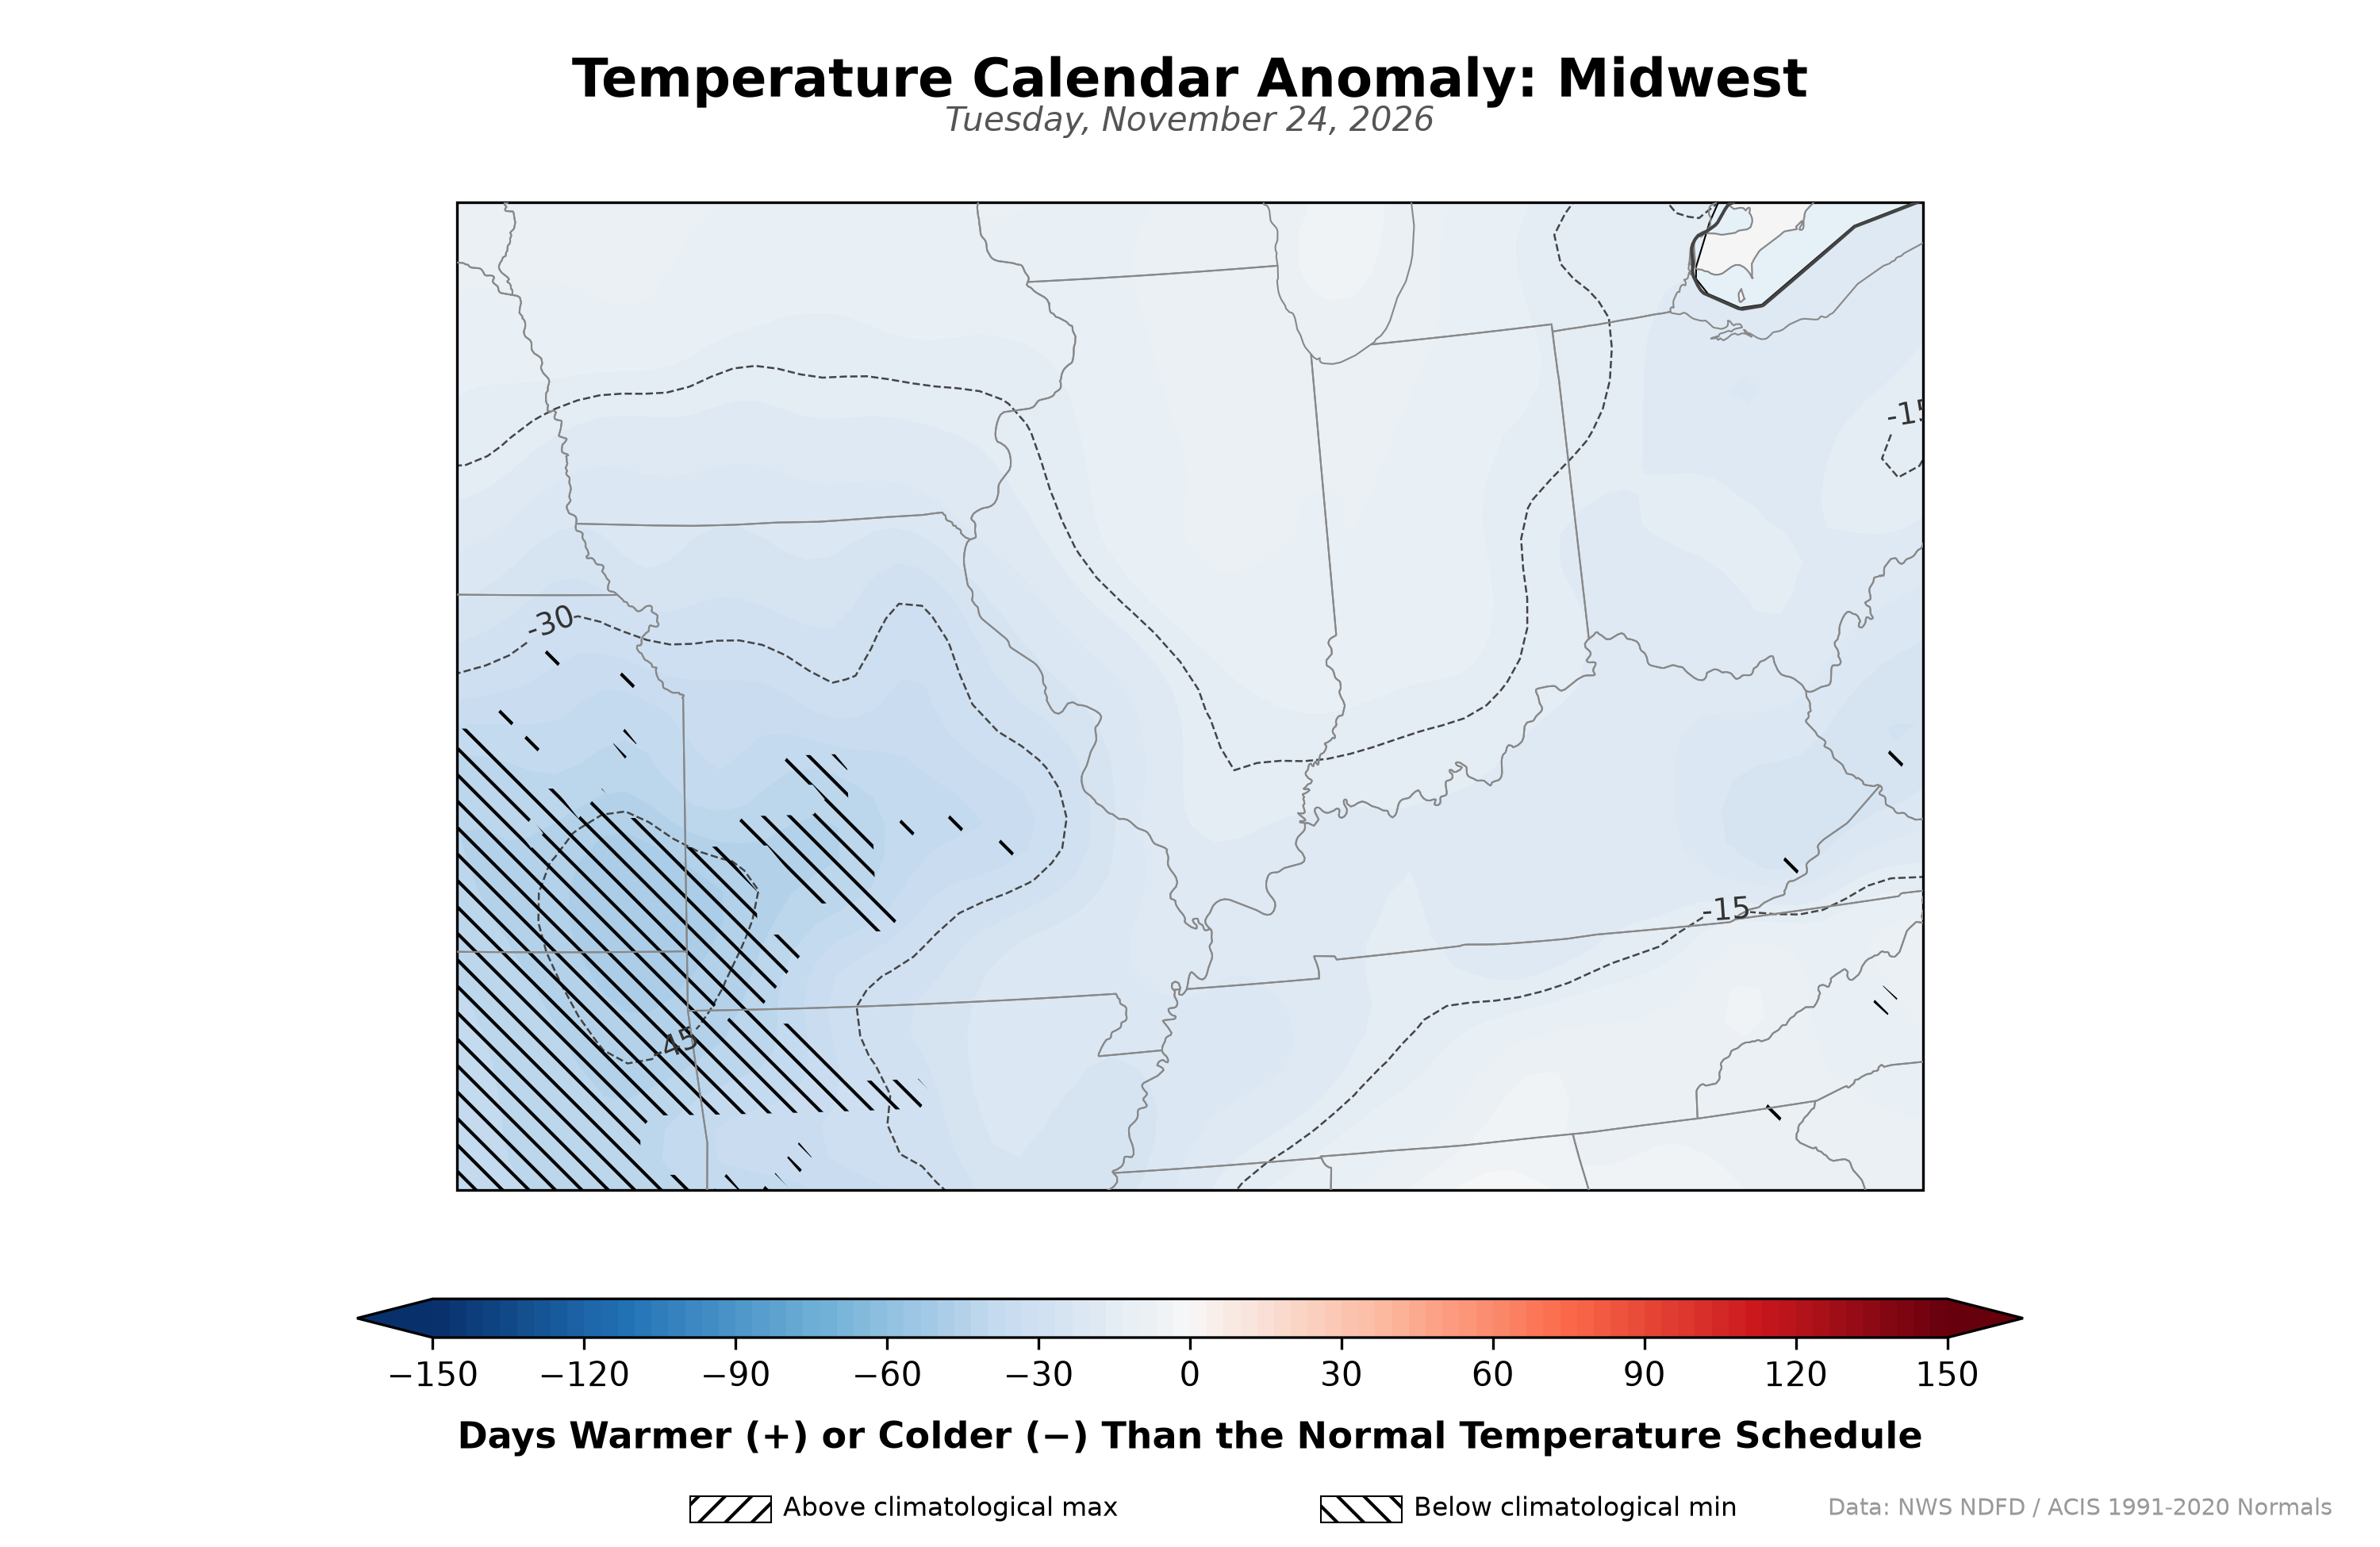 Temperature Calendar Anomaly: Midwest
Tuesday, November 24, 2026
-15
-30
-15
45
−150 −120 −90 −60 −30 0 30 60 90 120 150
Days Warmer (+) or Colder (−) Than the Normal Temperature Schedule
Above climatological max Below climatological min Data: NWS NDFD / ACIS 1991-2020 Normals